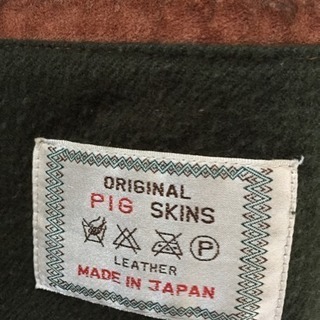 ORIGINAL
PIG SKINS
P
LEATHER
MADE IN JAPAN